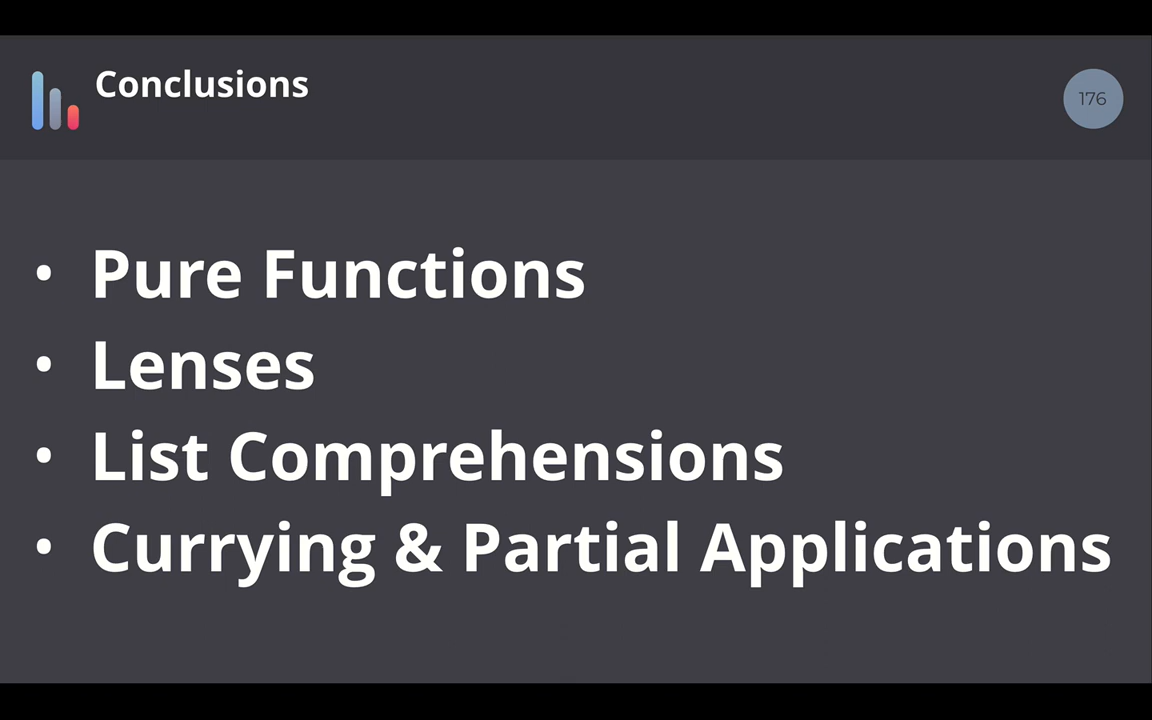 Conclusions
176
• Pure Functions
• Lenses
• List Comprehensions
• Currying & Partial Applications